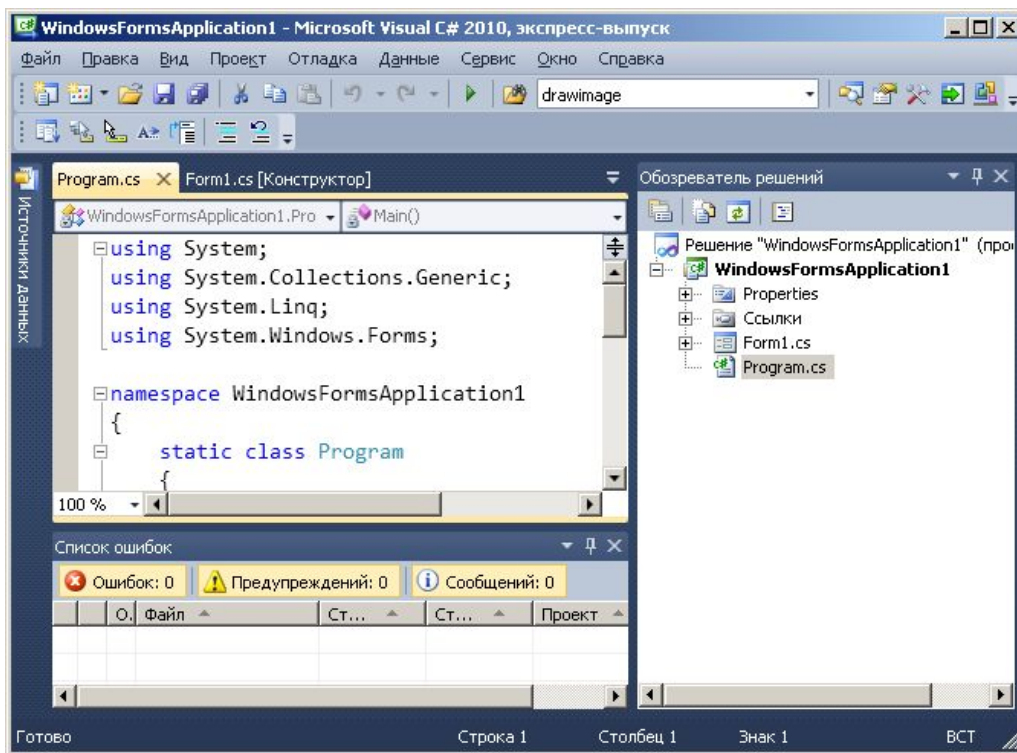 WindowsFormsApplication1 - Microsoft Visual C# 2010, экспресс-выпуск
Файл Правка Вид Проект Отладка Данные Сервис Окно Справка
drawimage
Источники данных
Program.cs Form1.cs [Конструктор]
WindowsFormsApplication1.Pro Main()
using System;
using System.Collections.Generic;
using System.Linq;
using System.Windows.Forms;
namespace WindowsFormsApplication1
{
static class Program
{
100 %
Список ошибок
Ошибок: 0 Предупреждений: 0 Сообщений: 0
О. Файл Ст... Ст... Проект
Обозреватель решений
Решение "WindowsFormsApplication1" (про
WindowsFormsApplication1
Properties
Ссылки
Form1.cs
Program.cs
Готово Строка 1 Столбец 1 Знак 1 ВСТ